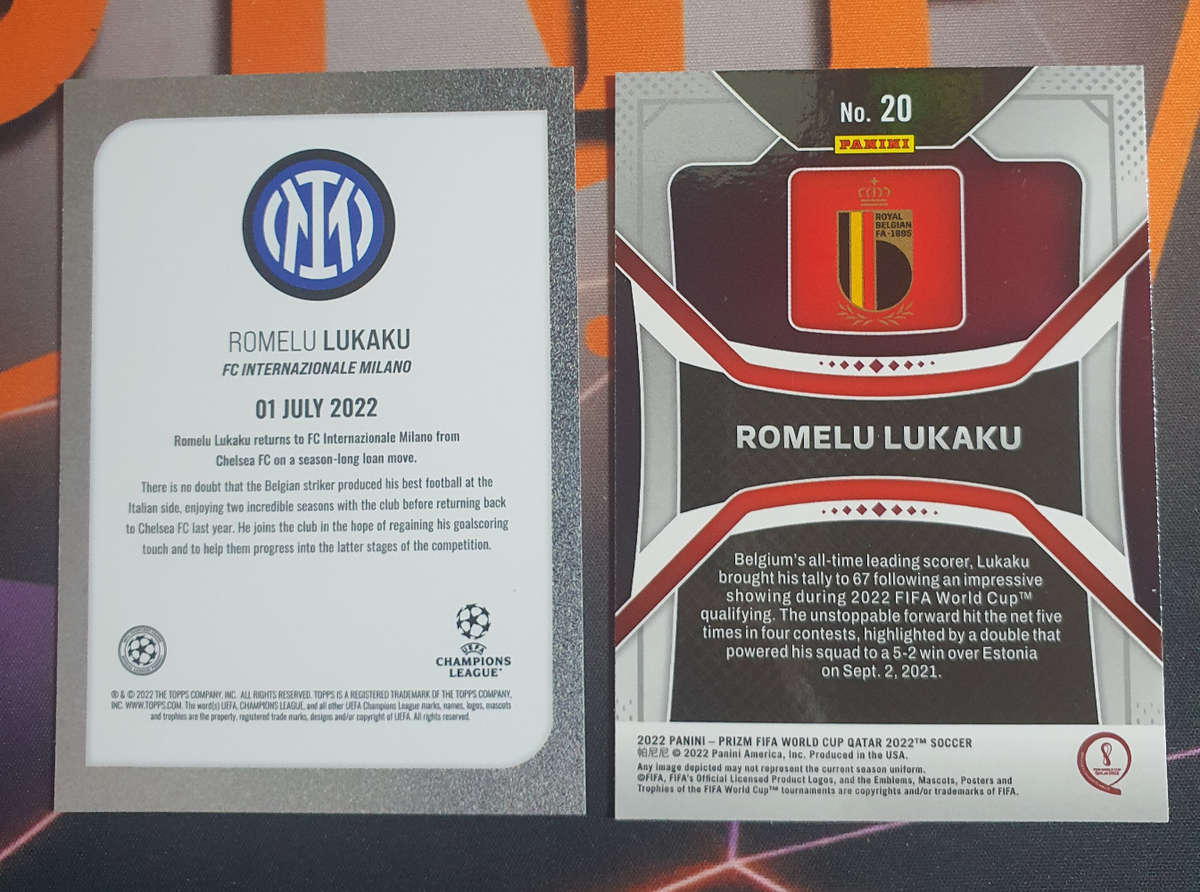 ROMELU LUKAKU
FC INTERNAZIONALE MILANO
01 JULY 2022
Romelu Lukaku returns to FC Internazionale Milano from
Chelsea FC on a season-long loan move.
There is no doubt that the Belgian striker produced his best football at the
Italian side, enjoying two incredible seasons with the club before returning back
to Chelsea FC last year. He joins the club in the hope of regaining his goalscoring
touch and to help them progress into the latter stages of the competition.
UEFA
CHAMPIONS
LEAGUE
® & © 2022 THE TOPPS COMPANY, INC. ALL RIGHTS RESERVED. TOPPS IS A REGISTERED TRADEMARK OF THE TOPPS COMPANY,
INC. WWW.TOPPS.COM. The word(s) UEFA, CHAMPIONS LEAGUE, and all other UEFA Champions League marks, names, logos, mascots
and trophies are the property, registered trade marks, designs and/or copyright of UEFA. All rights reserved.
No. 20
PANINI
ROYAL
BELGIAN
FA-1895
ROMELU LUKAKU
Belgium's all-time leading scorer, Lukaku
brought his tally to 67 following an impressive
showing during 2022 FIFA World Cup™
qualifying. The unstoppable forward hit the net five
times in four contests, highlighted by a double that
powered his squad to a 5-2 win over Estonia
on Sept. 2, 2021.
2022 PANINI – PRIZM FIFA WORLD CUP QATAR 2022™ SOCCER
帕尼尼 © 2022 Panini America, Inc. Produced in the USA.
Any image depicted may not represent the current season uniform.
©FIFA, FIFA's Official Licensed Product Logos, and the Emblems, Mascots, Posters and
Trophies of the FIFA World Cup™ tournaments are copyrights and/or trademarks of FIFA.